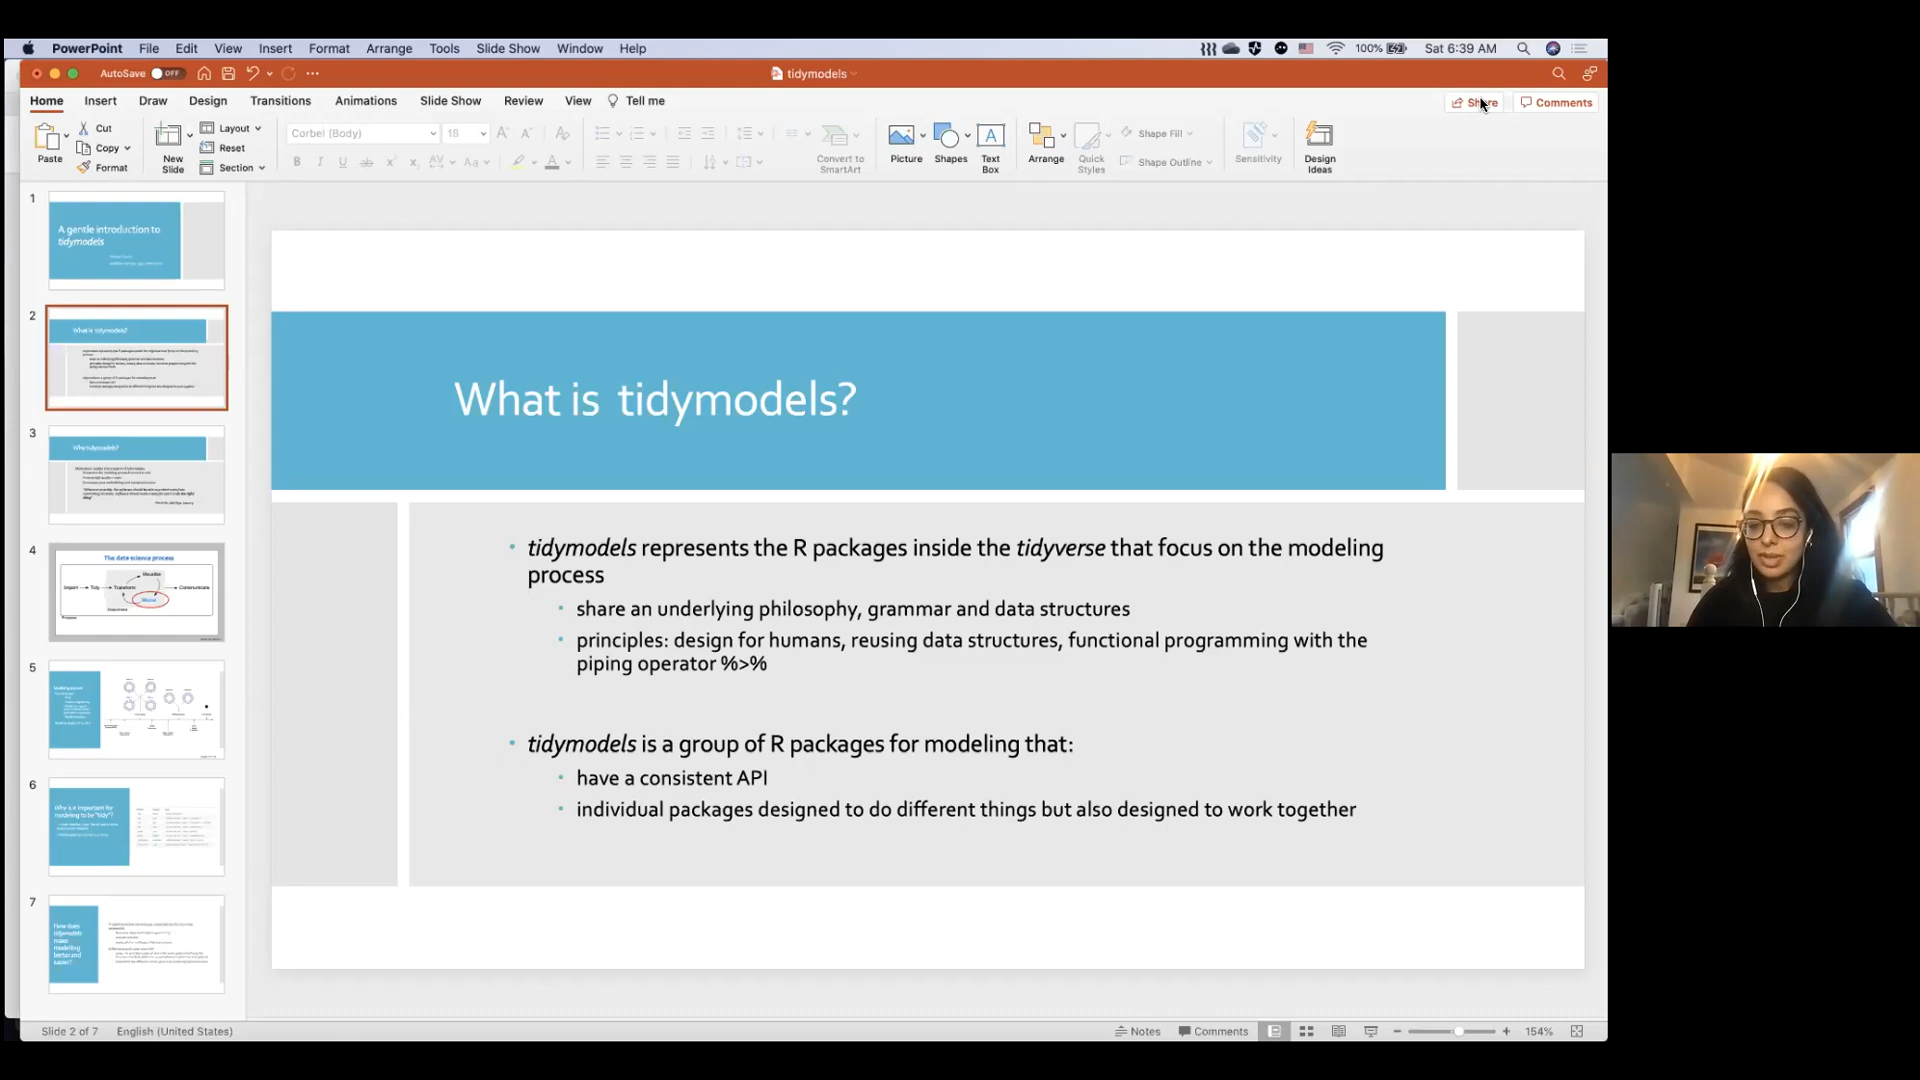 PowerPoint File Edit View Insert Format Arrange Tools Slide Show Window Help 100% Sat 6:39 AM
AutoSave OFF tidymodels
Home Insert Draw Design Transitions Animations Slide Show Review View Tell me Share Comments
Paste Cut Copy Format
New Slide Layout Reset Section
Corbel (Body) 18
Convert to SmartArt
Picture Shapes Text Box Arrange Quick Styles Shape Fill Shape Outline Sensitivity Design Ideas
1
A gentle introduction to
tidymodels
2
What is tidymodels?
3
Why tidymodels?
4
The data science process
Import Tidy Transform Visualise Model Communicate
5
Modeling process
6
Why is it important for
modeling to be "tidy"?
7
How does
tidymodels
make
modelling
better and
easier?
What is tidymodels?
• tidymodels represents the R packages inside the tidyverse that focus on the modeling
process
• share an underlying philosophy, grammar and data structures
• principles: design for humans, reusing data structures, functional programming with the
piping operator %>%
• tidymodels is a group of R packages for modeling that:
• have a consistent API
• individual packages designed to do different things but also designed to work together
Slide 2 of 7 English (United States) Notes Comments 154%